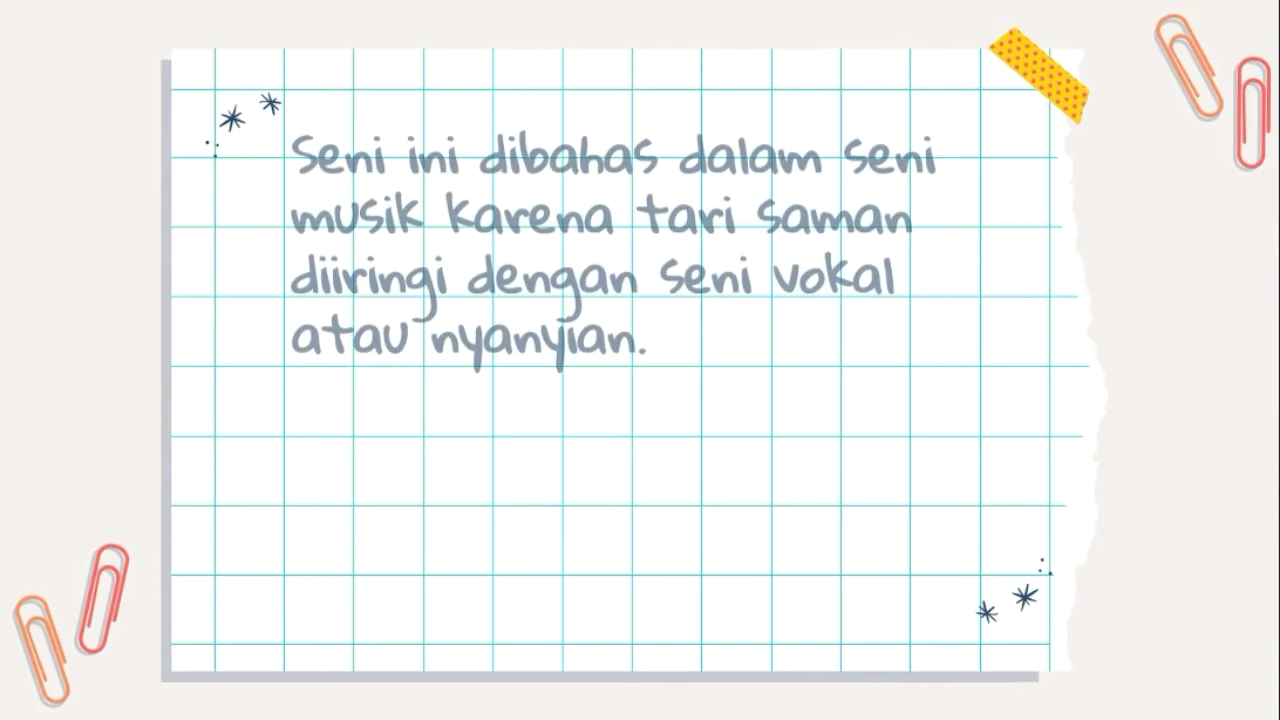 Seni ini dibahas dalam seni
musik karena tari saman
diiringi dengan seni vokal
atau nyanyian.